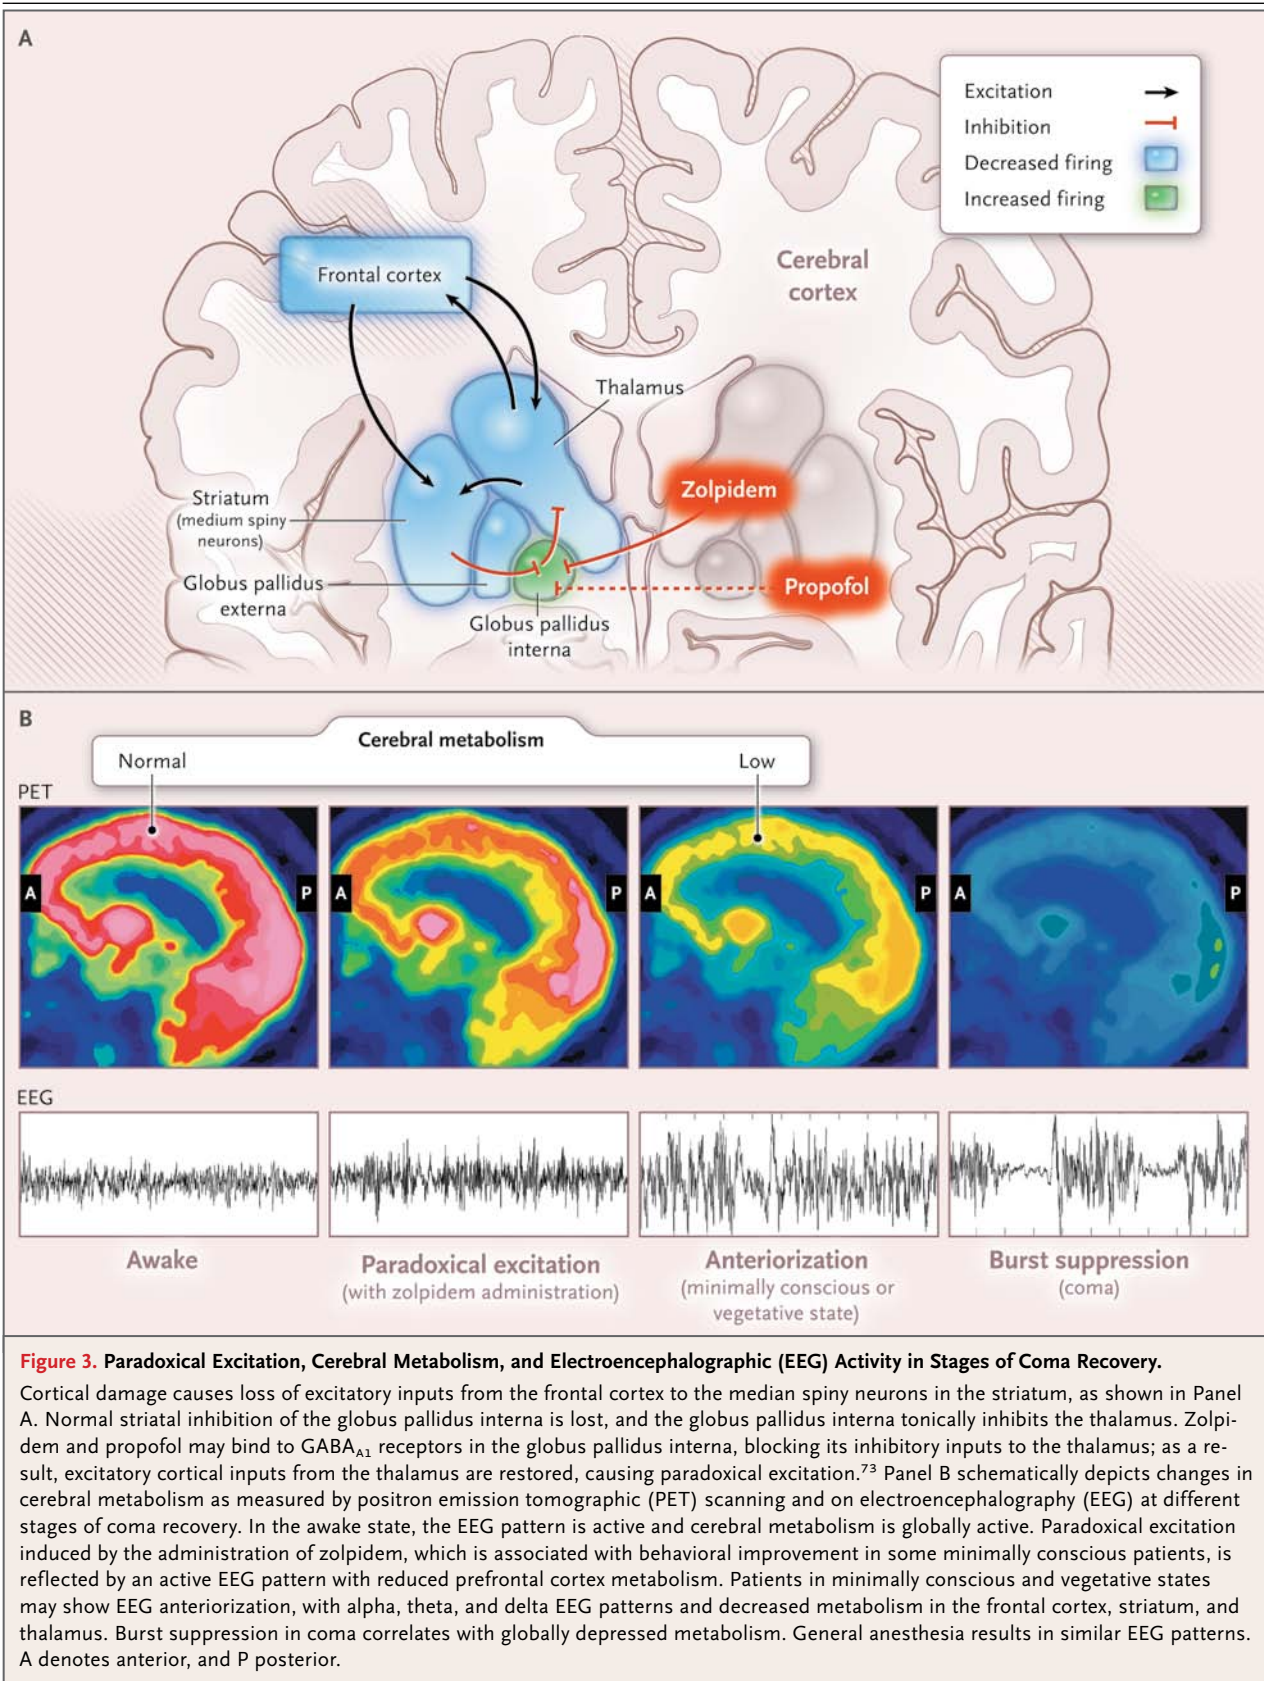 A
Excitation
Inhibition
Decreased firing
Increased firing
Frontal cortex
Cerebral
cortex
Thalamus
Zolpidem
Striatum
(medium spiny
neurons)
Globus pallidus
externa
Propofol
Globus pallidus
interna
B
Cerebral metabolism
Normal
Low
PET
A
P
A
P
A
P
A
P
EEG
Awake
Paradoxical excitation
(with zolpidem administration)
Anteriorization
(minimally conscious or
vegetative state)
Burst suppression
(coma)
Figure 3. Paradoxical Excitation, Cerebral Metabolism, and Electroencephalographic (EEG) Activity in Stages of Coma Recovery.
Cortical damage causes loss of excitatory inputs from the frontal cortex to the median spiny neurons in the striatum, as shown in Panel
A. Normal striatal inhibition of the globus pallidus interna is lost, and the globus pallidus interna tonically inhibits the thalamus. Zolpi-
dem and propofol may bind to GABAA1 receptors in the globus pallidus interna, blocking its inhibitory inputs to the thalamus; as a re-
sult, excitatory cortical inputs from the thalamus are restored, causing paradoxical excitation.73 Panel B schematically depicts changes in
cerebral metabolism as measured by positron emission tomographic (PET) scanning and on electroencephalography (EEG) at different
stages of coma recovery. In the awake state, the EEG pattern is active and cerebral metabolism is globally active. Paradoxical excitation
induced by the administration of zolpidem, which is associated with behavioral improvement in some minimally conscious patients, is
reflected by an active EEG pattern with reduced prefrontal cortex metabolism. Patients in minimally conscious and vegetative states
may show EEG anteriorization, with alpha, theta, and delta EEG patterns and decreased metabolism in the frontal cortex, striatum, and
thalamus. Burst suppression in coma correlates with globally depressed metabolism. General anesthesia results in similar EEG patterns.
A denotes anterior, and P posterior.